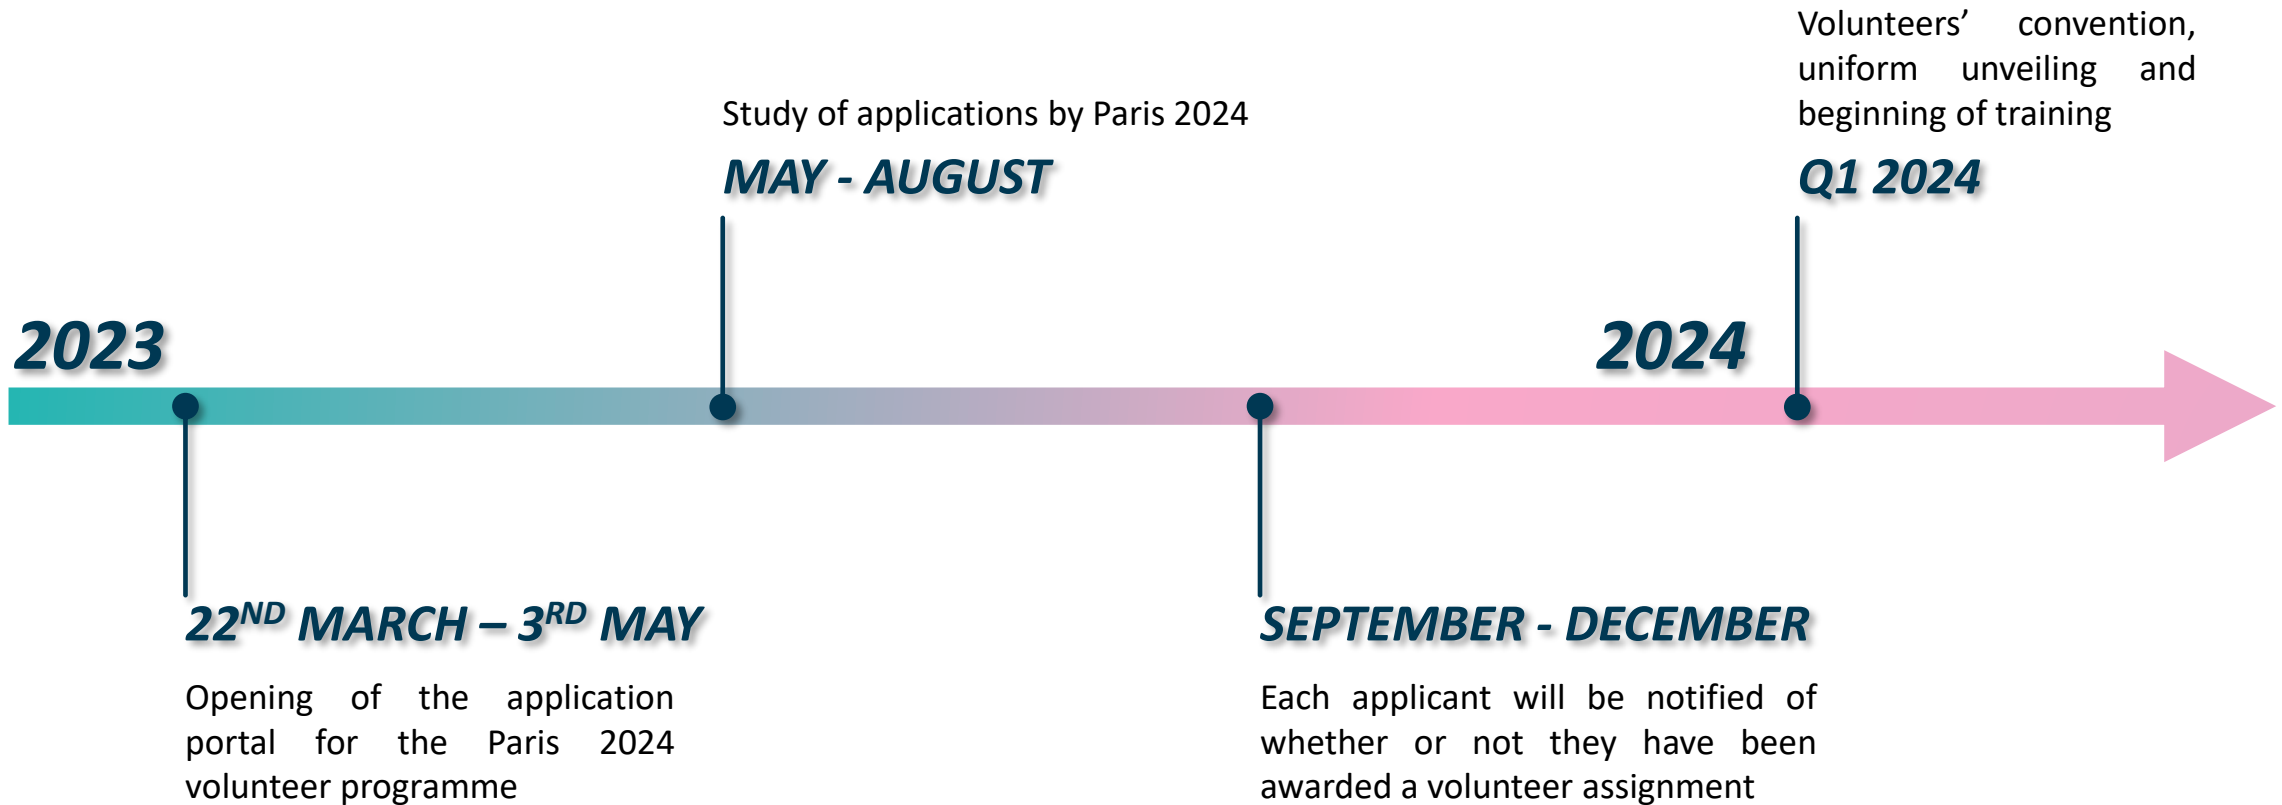 Volunteers’ convention,
uniform unveiling and
beginning of training
Q1 2024
Study of applications by Paris 2024
MAY - AUGUST
2023
2024
22ND MARCH – 3RD MAY
Opening of the application
portal for the Paris 2024
volunteer programme
SEPTEMBER - DECEMBER
Each applicant will be notified of
whether or not they have been
awarded a volunteer assignment